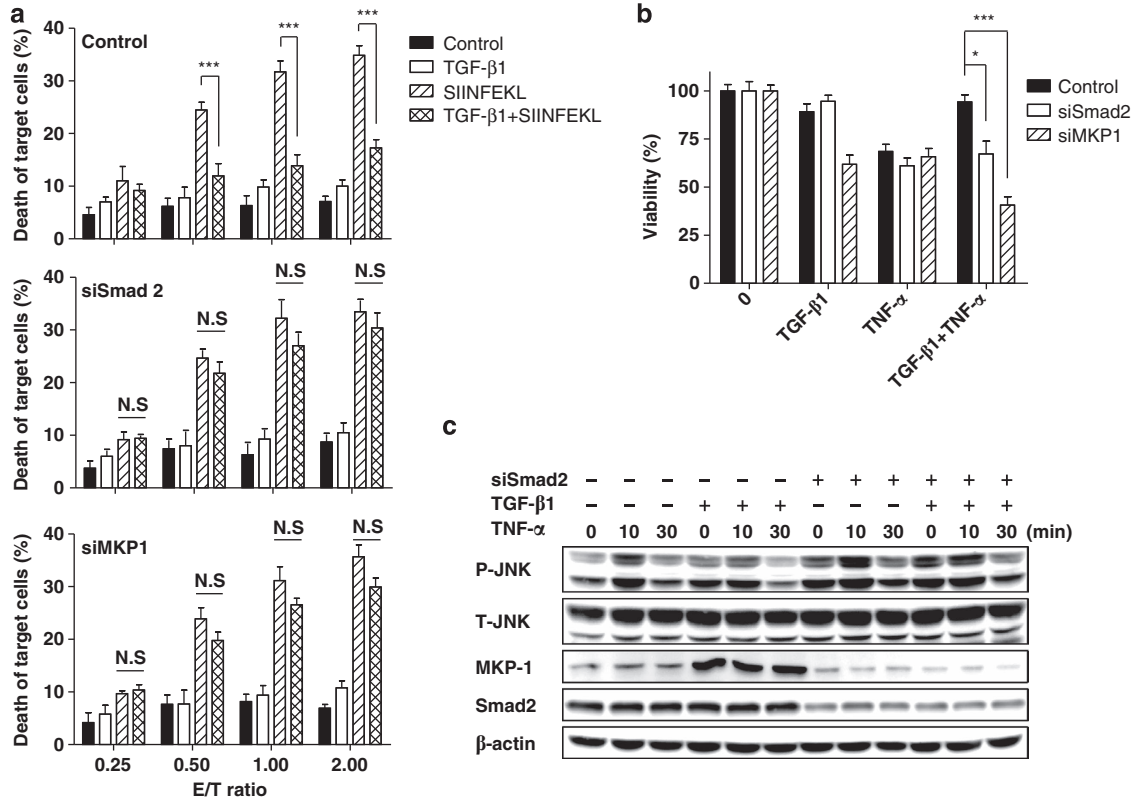 a
Control
Death of target cells (%)
40
30
20
10
0
***
***
***
Control
TGF-β1
SIINFEKL
TGF-β1+SIINFEKL
siSmad 2
Death of target cells (%)
40
30
20
10
0
N.S
N.S
N.S
N.S
siMKP1
Death of target cells (%)
40
30
20
10
0
N.S
N.S
N.S
N.S
0.25 0.50 1.00 2.00
E/T ratio
b
Viability (%)
100
75
50
25
0
***
*
Control
siSmad2
siMKP1
0
TGF-β1
TNF-α
TGF-β1+TNF-α
c
siSmad2 − − − − − − + + + + + +
TGF-β1 − − − + + + − − − + + +
TNF-α 0 10 30 0 10 30 0 10 30 0 10 30 (min)
P-JNK
T-JNK
MKP-1
Smad2
β-actin